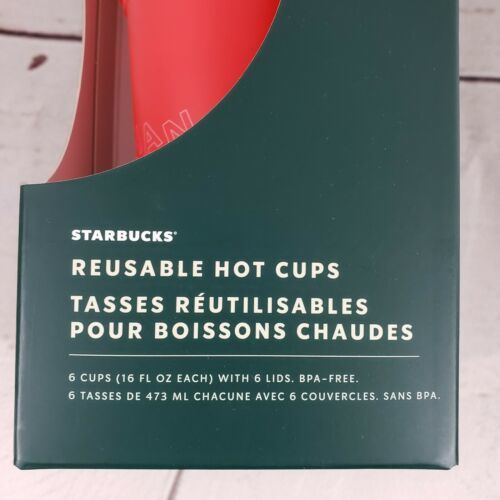 STARBUCKS®
REUSABLE HOT CUPS
TASSES RÉUTILISABLES
POUR BOISSONS CHAUDES
6 CUPS (16 FL OZ EACH) WITH 6 LIDS. BPA-FREE.
6 TASSES DE 473 ML CHACUNE AVEC 6 COUVERCLES. SANS BPA.